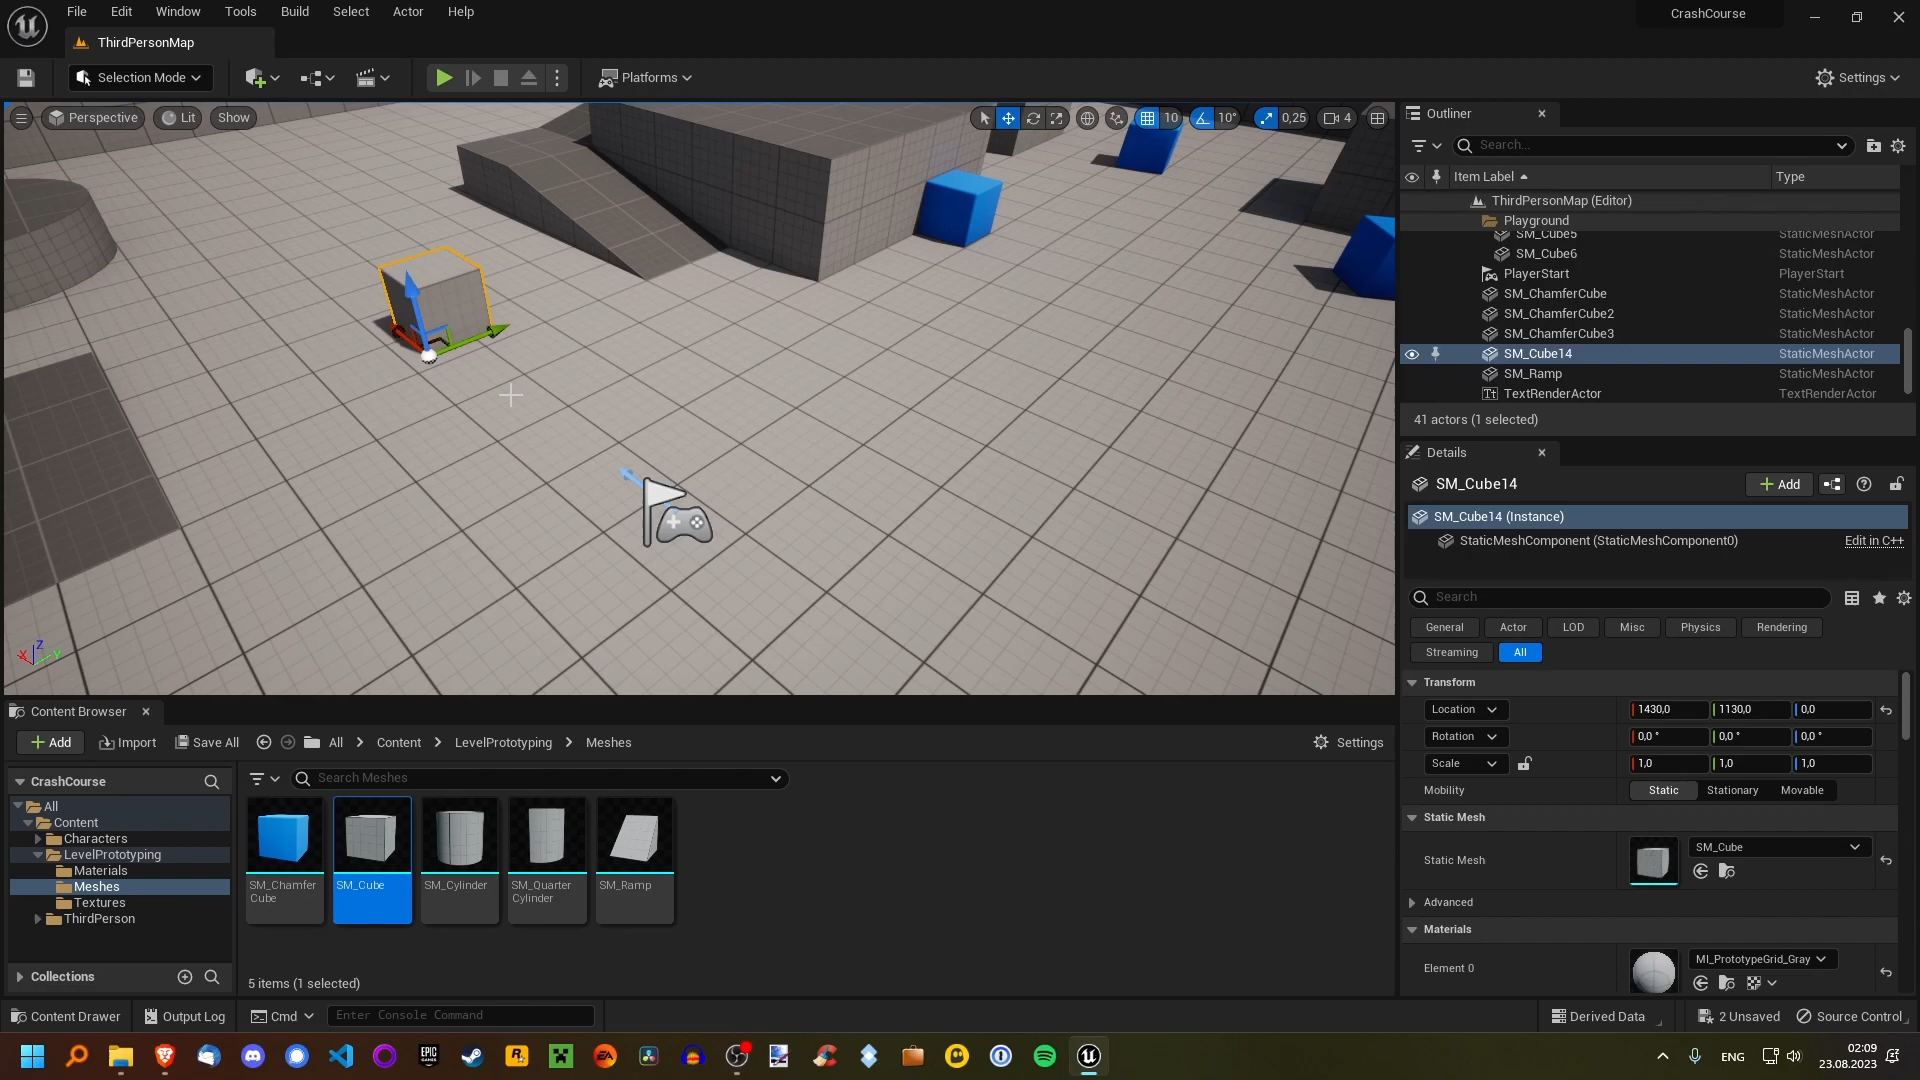 File Edit Window Tools Build Select Actor Help
CrashCourse
ThirdPersonMap
Selection Mode
Platforms
Settings
Perspective
Lit
Show
10
10°
0,25
4
Outliner
Search...
Item Label
Type
ThirdPersonMap (Editor)
Playground
SM_Cube5 StaticMeshActor
SM_Cube6 StaticMeshActor
PlayerStart PlayerStart
SM_ChamferCube StaticMeshActor
SM_ChamferCube2 StaticMeshActor
SM_ChamferCube3 StaticMeshActor
SM_Cube14 StaticMeshActor
SM_Ramp StaticMeshActor
TextRenderActor TextRenderActor
41 actors (1 selected)
Details
SM_Cube14
Add
SM_Cube14 (Instance)
StaticMeshComponent (StaticMeshComponent0)
Edit in C++
Search
General Actor LOD Misc Physics Rendering
Streaming All
Transform
Location 1430,0 1130,0 0,0
Rotation 0,0 ° 0,0 ° 0,0 °
Scale 1,0 1,0 1,0
Mobility Static Stationary Movable
Static Mesh
Static Mesh SM_Cube
Advanced
Materials
Element 0 MI_PrototypeGrid_Gray
X Z Y
Content Browser
Add Import Save All All Content LevelPrototyping Meshes Settings
CrashCourse
Search Meshes
All
Content
Characters
LevelPrototyping
Materials
Meshes
Textures
ThirdPerson
Collections
SM_Chamfer
Cube
SM_Cube
SM_Cylinder
SM_Quarter
Cylinder
SM_Ramp
5 items (1 selected)
Content Drawer Output Log Cmd Enter Console Command
Derived Data 2 Unsaved Source Control
EPIC
GAMES
R
EA
ENG
02:09
23.08.2023